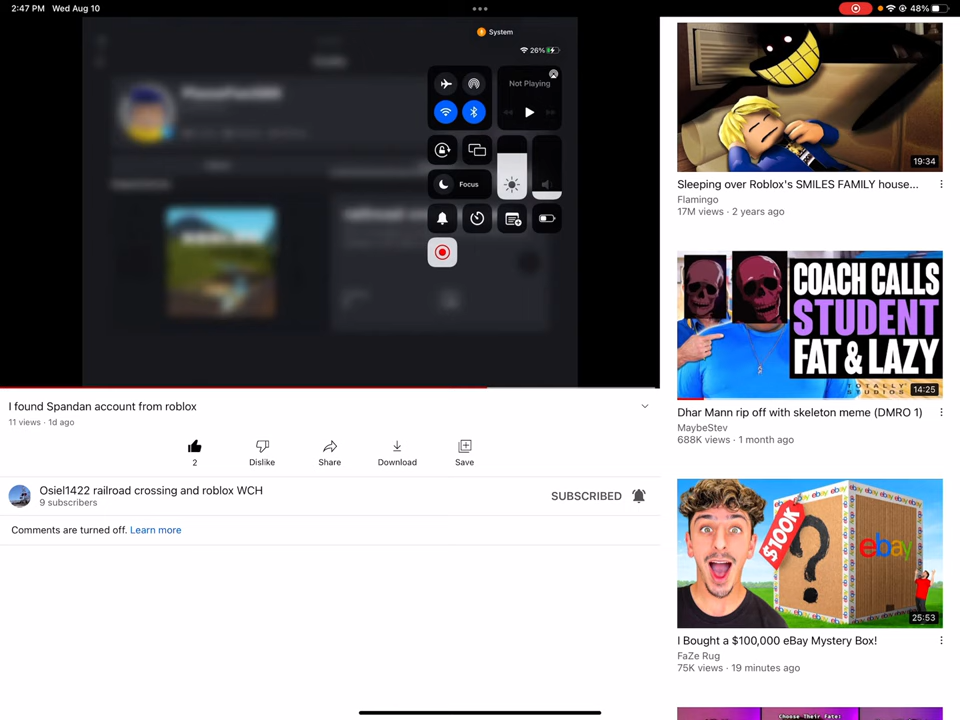 2:47 PM Wed Aug 10
48%
System
26%
Not Playing
Focus
I found Spandan account from roblox
11 views · 1d ago
2
Dislike
Share
Download
Save
Osiel1422 railroad crossing and roblox WCH
9 subscribers
SUBSCRIBED
Comments are turned off. Learn more
19:34
Sleeping over Roblox's SMILES FAMILY house...
Flamingo
17M views · 2 years ago
COACH CALLS
STUDENT
FAT & LAZY
TOTALLY
STUDIOS
14:25
Dhar Mann rip off with skeleton meme (DMRO 1)
MaybeStev
688K views · 1 month ago
$100K
?
ebay
25:53
I Bought a $100,000 eBay Mystery Box!
FaZe Rug
75K views · 19 minutes ago
Choose Their Fate: